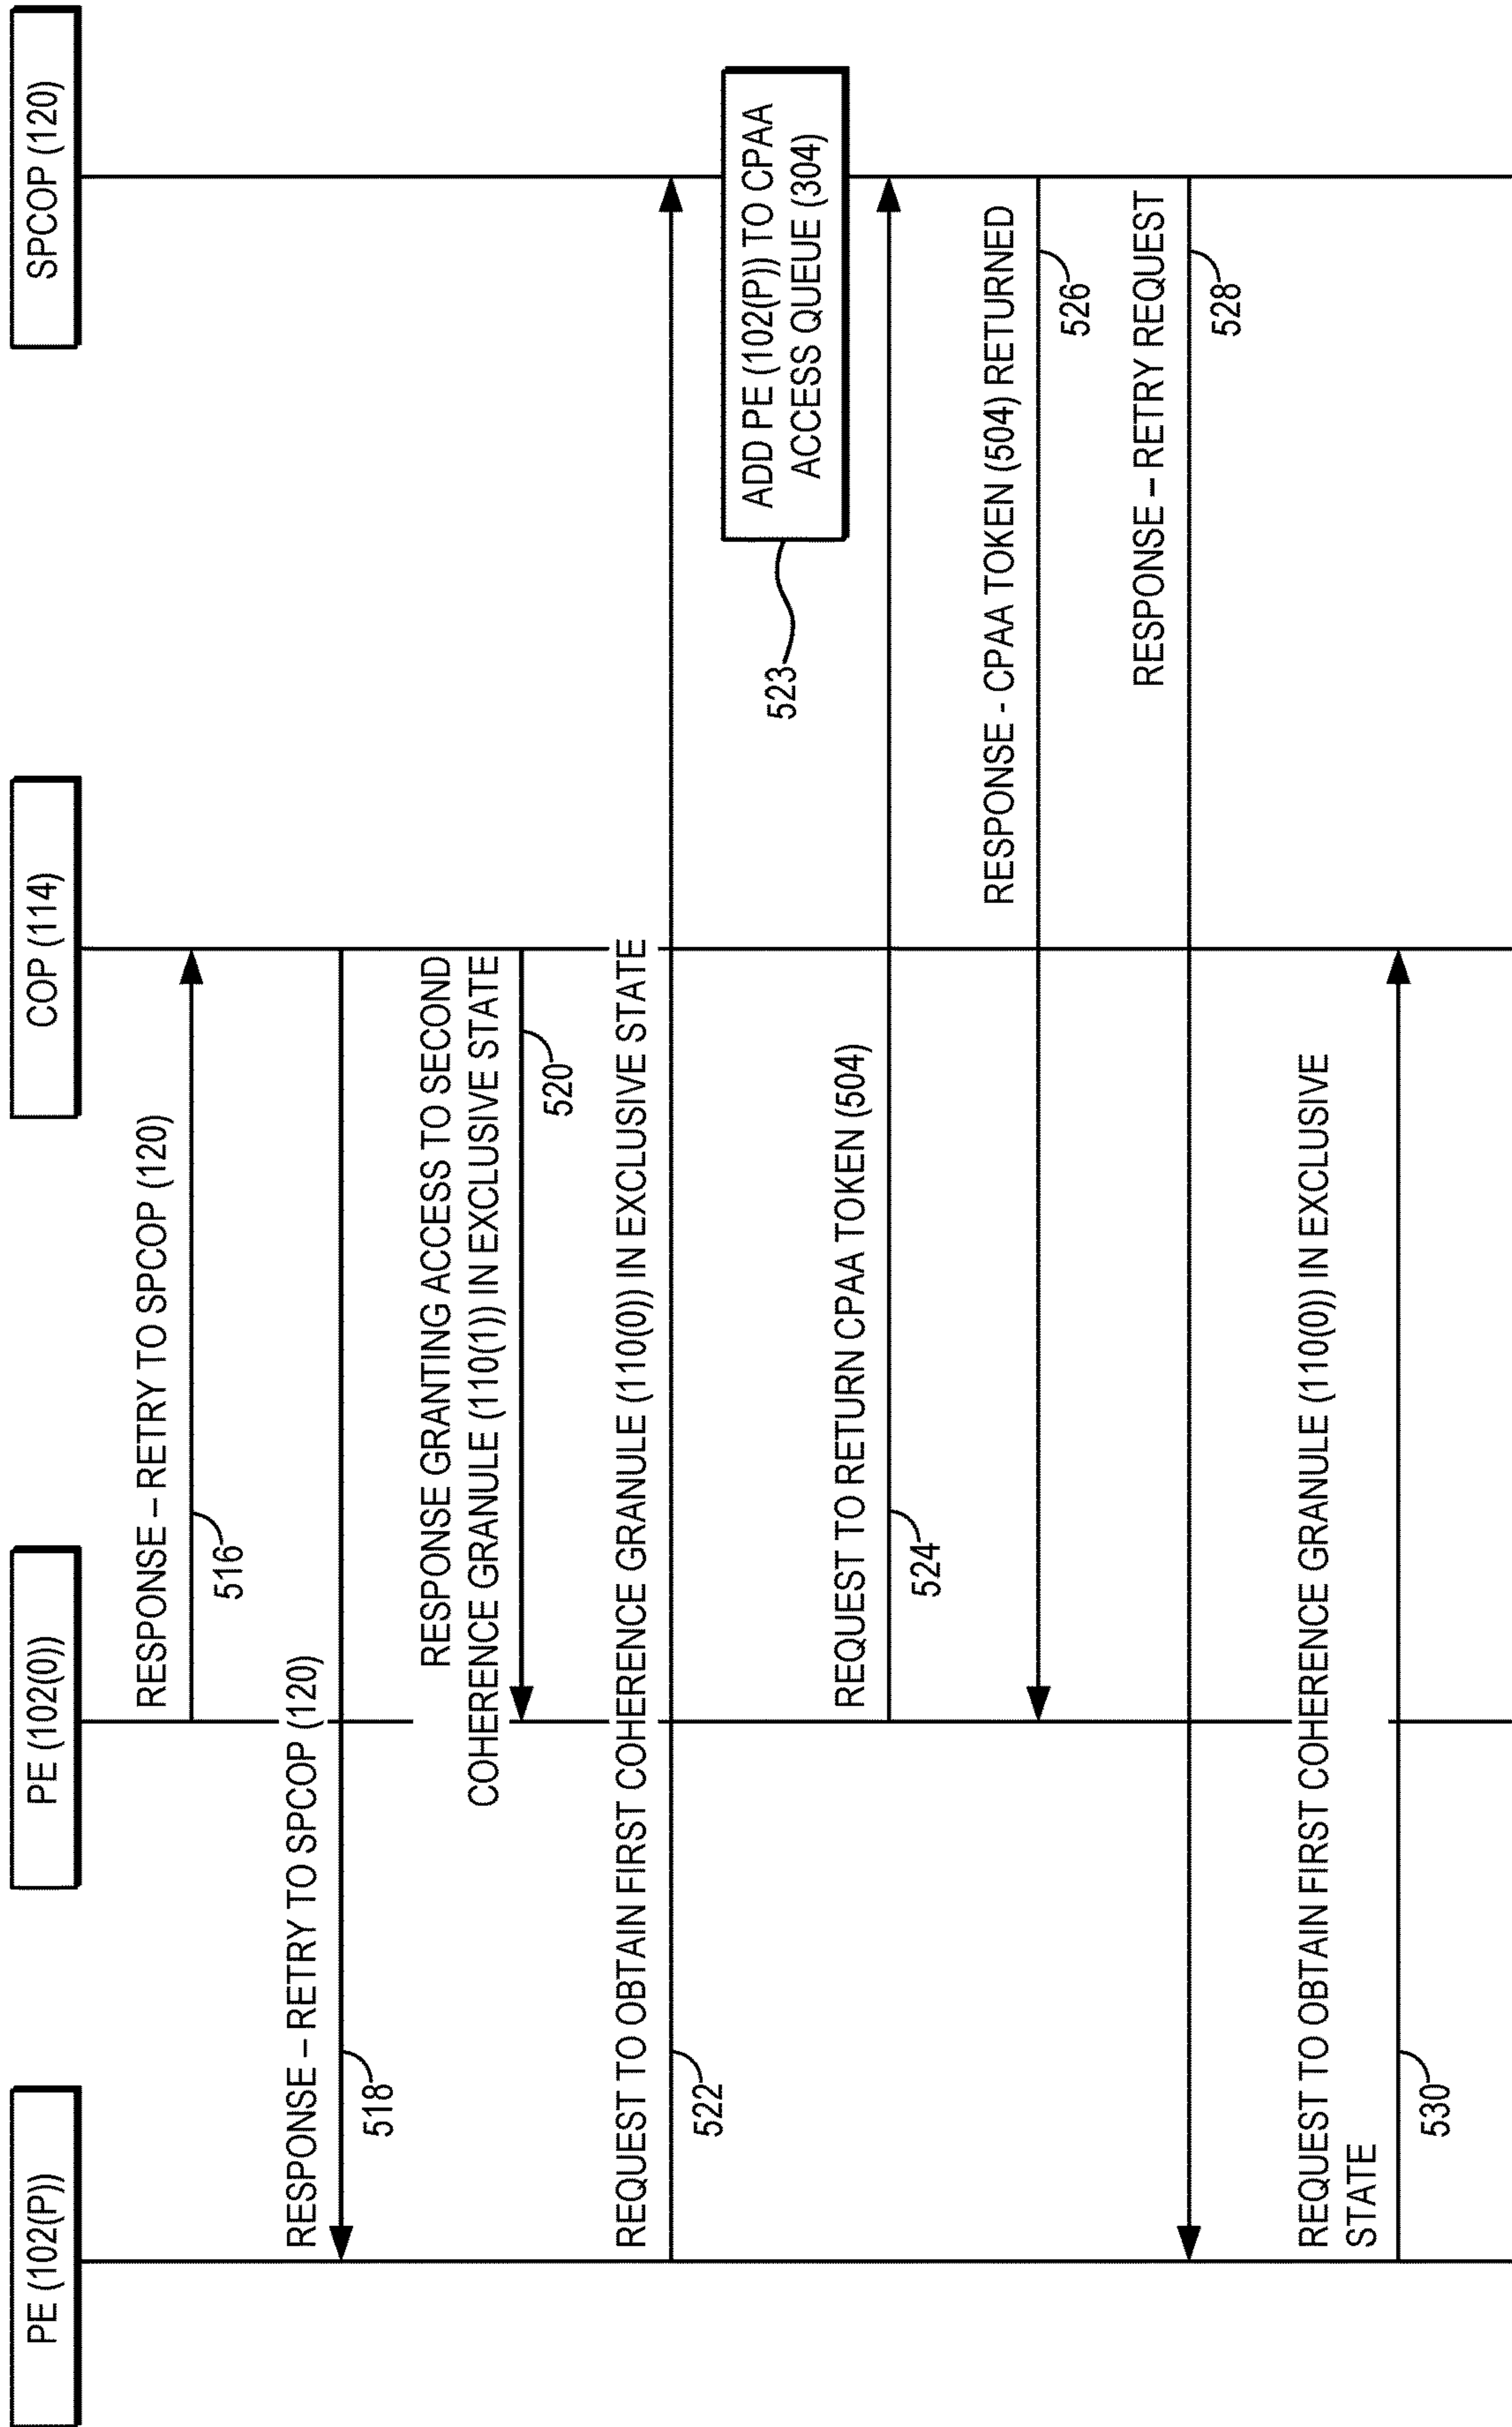 PE (102(P))
PE (102(0))
COP (114)
SPCOP (120)
RESPONSE – RETRY TO SPCOP (120)
516
RESPONSE – RETRY TO SPCOP (120)
518
RESPONSE GRANTING ACCESS TO SECOND
COHERENCE GRANULE (110(1)) IN EXCLUSIVE STATE
520
REQUEST TO OBTAIN FIRST COHERENCE GRANULE (110(0)) IN EXCLUSIVE STATE
522
ADD PE (102(P)) TO CPAA
ACCESS QUEUE (304)
523
REQUEST TO RETURN CPAA TOKEN (504)
524
RESPONSE - CPAA TOKEN (504) RETURNED
526
RESPONSE – RETRY REQUEST
528
REQUEST TO OBTAIN FIRST COHERENCE GRANULE (110(0)) IN EXCLUSIVE
STATE
530